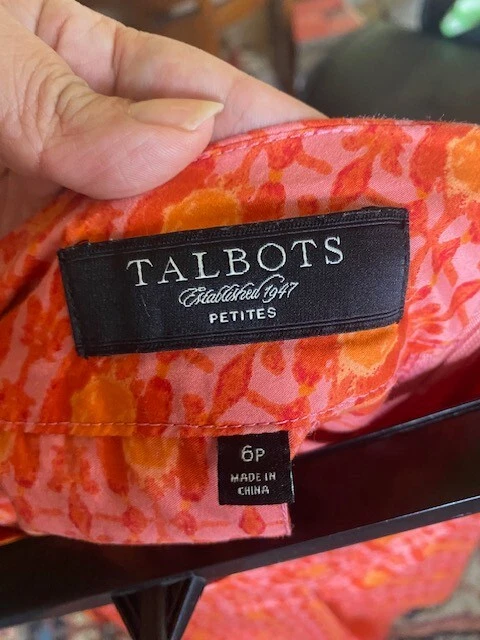 TALBOTS
Established 1947
PETITES
6P
MADE IN
CHINA